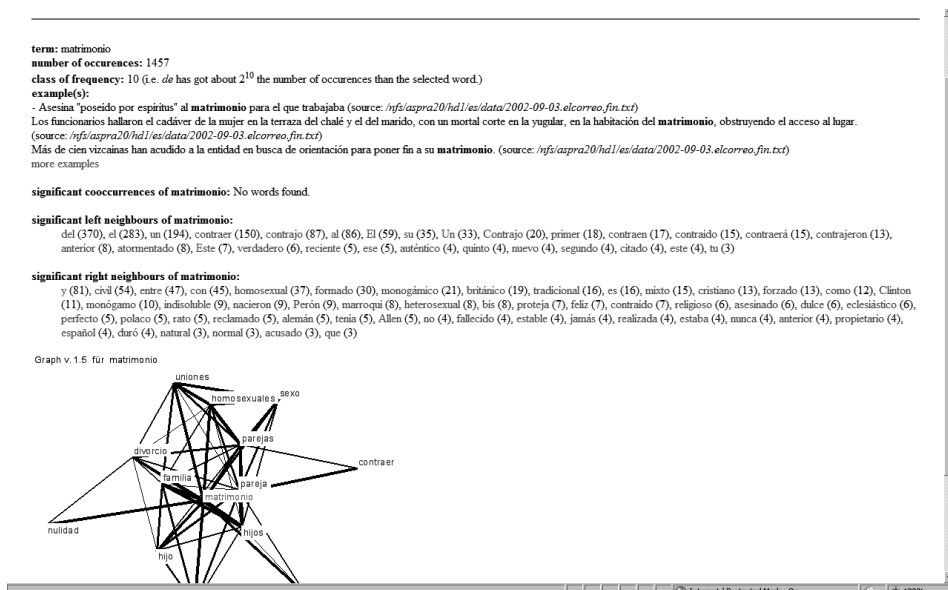 term: matrimonio
number of occurences: 1457
class of frequency: 10 (i.e. de has got about 2^10 the number of occurences than the selected word.)
example(s):
- Asesina "poseido por espiritus" al matrimonio para el que trabajaba (source: /nfs/aspra20/hd1/es/data/2002-09-03.elcorreo.fin.txt)
Los funcionarios hallaron el cadáver de la mujer en la terraza del chalé y el del marido, con un mortal corte en la yugular, en la habitación del matrimonio, obstruyendo el acceso al lugar.
(source: /nfs/aspra20/hd1/es/data/2002-09-03.elcorreo.fin.txt)
Más de cien vizcainas han acudido a la entidad en busca de orientación para poner fin a su matrimonio. (source: /nfs/aspra20/hd1/es/data/2002-09-03.elcorreo.fin.txt)
more examples
significant cooccurrences of matrimonio: No words found.
significant left neighbours of matrimonio:
del (370), el (283), un (194), contraer (150), contrajo (87), al (86), El (59), su (35), Un (33), Contrajo (20), primer (18), contraen (17), contraido (15), contraerá (15), contrajeron (13),
anterior (8), atormentado (8), Este (7), verdadero (6), reciente (5), ese (5), auténtico (4), quinto (4), nuevo (4), segundo (4), citado (4), este (4), tu (3)
significant right neighbours of matrimonio:
y (81), civil (54), entre (47), con (45), homosexual (37), formado (30), monogámico (21), británico (19), tradicional (16), es (16), mixto (15), cristiano (13), forzado (13), como (12), Clinton
(11), monógamo (10), indisoluble (9), nacieron (9), Perón (9), marroqui (8), heterosexual (8), bis (8), proteja (7), feliz (7), contraido (7), religioso (6), asesinado (6), dulce (6), eclesiástico (6),
perfecto (5), polaco (5), rato (5), reclamado (5), alemán (5), tenia (5), Allen (5), no (4), fallecido (4), estable (4), jamás (4), realizada (4), estaba (4), nunca (4), anterior (4), propietario (4),
español (4), duró (4), natural (3), normal (3), acusado (3), que (3)
Graph v. 1.5 für matrimonio
uniones
homosexuales
sexo
parejas
divorcio
contraer
familia
pareja
matrimonio
nulidad
hijos
hijo